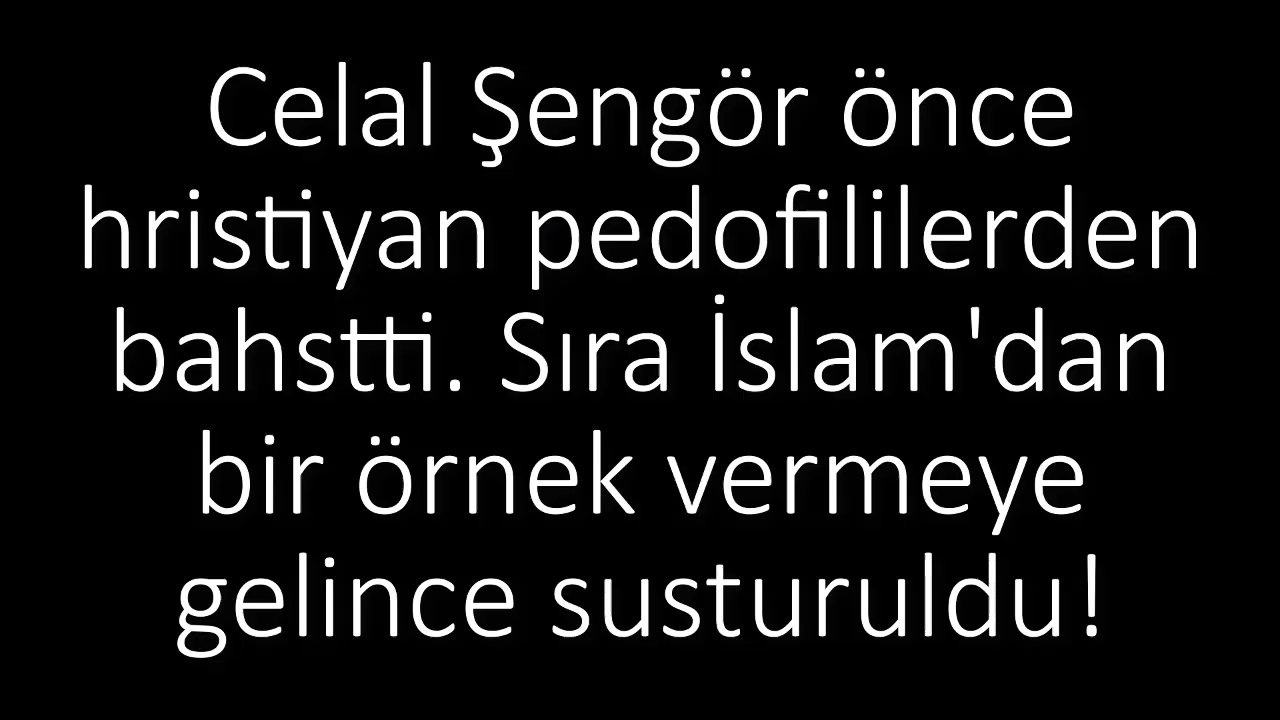 Celal Şengör önce
hristiyan pedofililerden
bahstti. Sıra İslam'dan
bir örnek vermeye
gelince susturuldu!